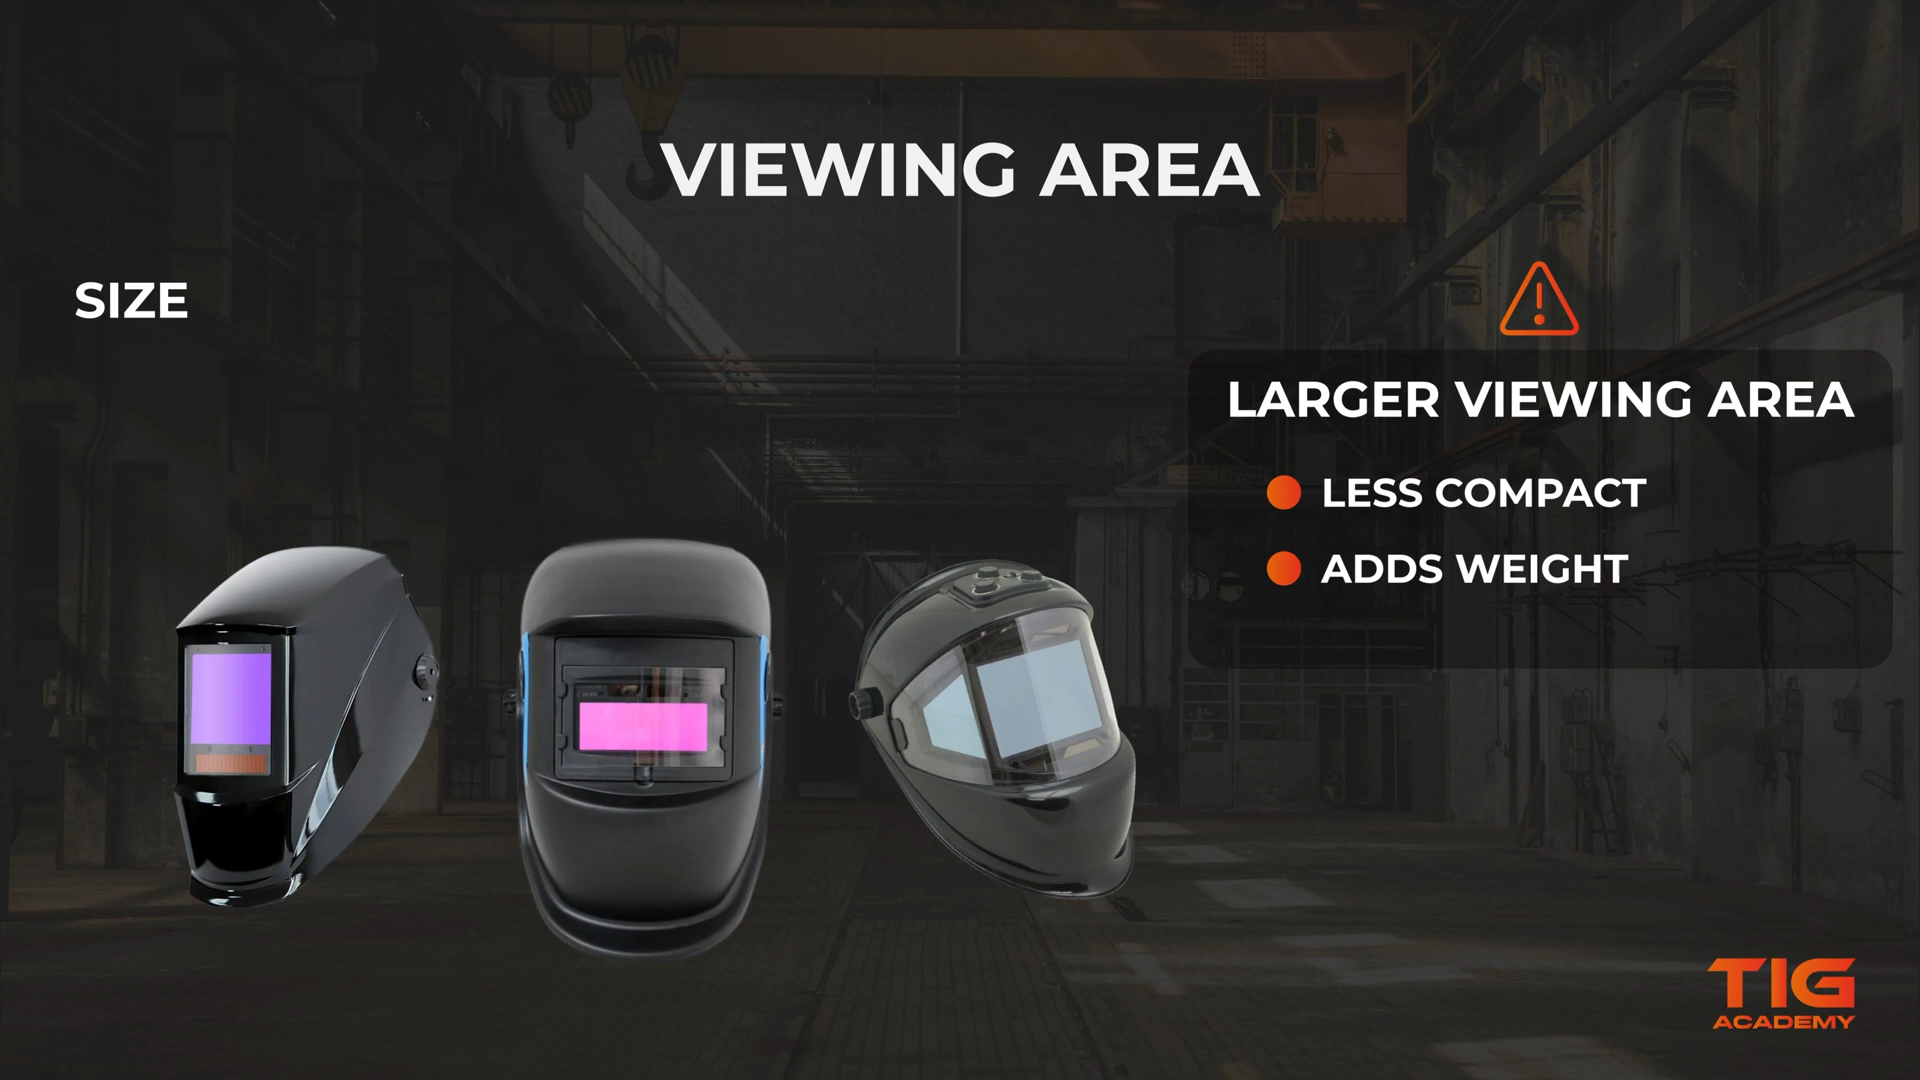 VIEWING AREA
SIZE
LARGER VIEWING AREA
LESS COMPACT
ADDS WEIGHT
TIG
ACADEMY